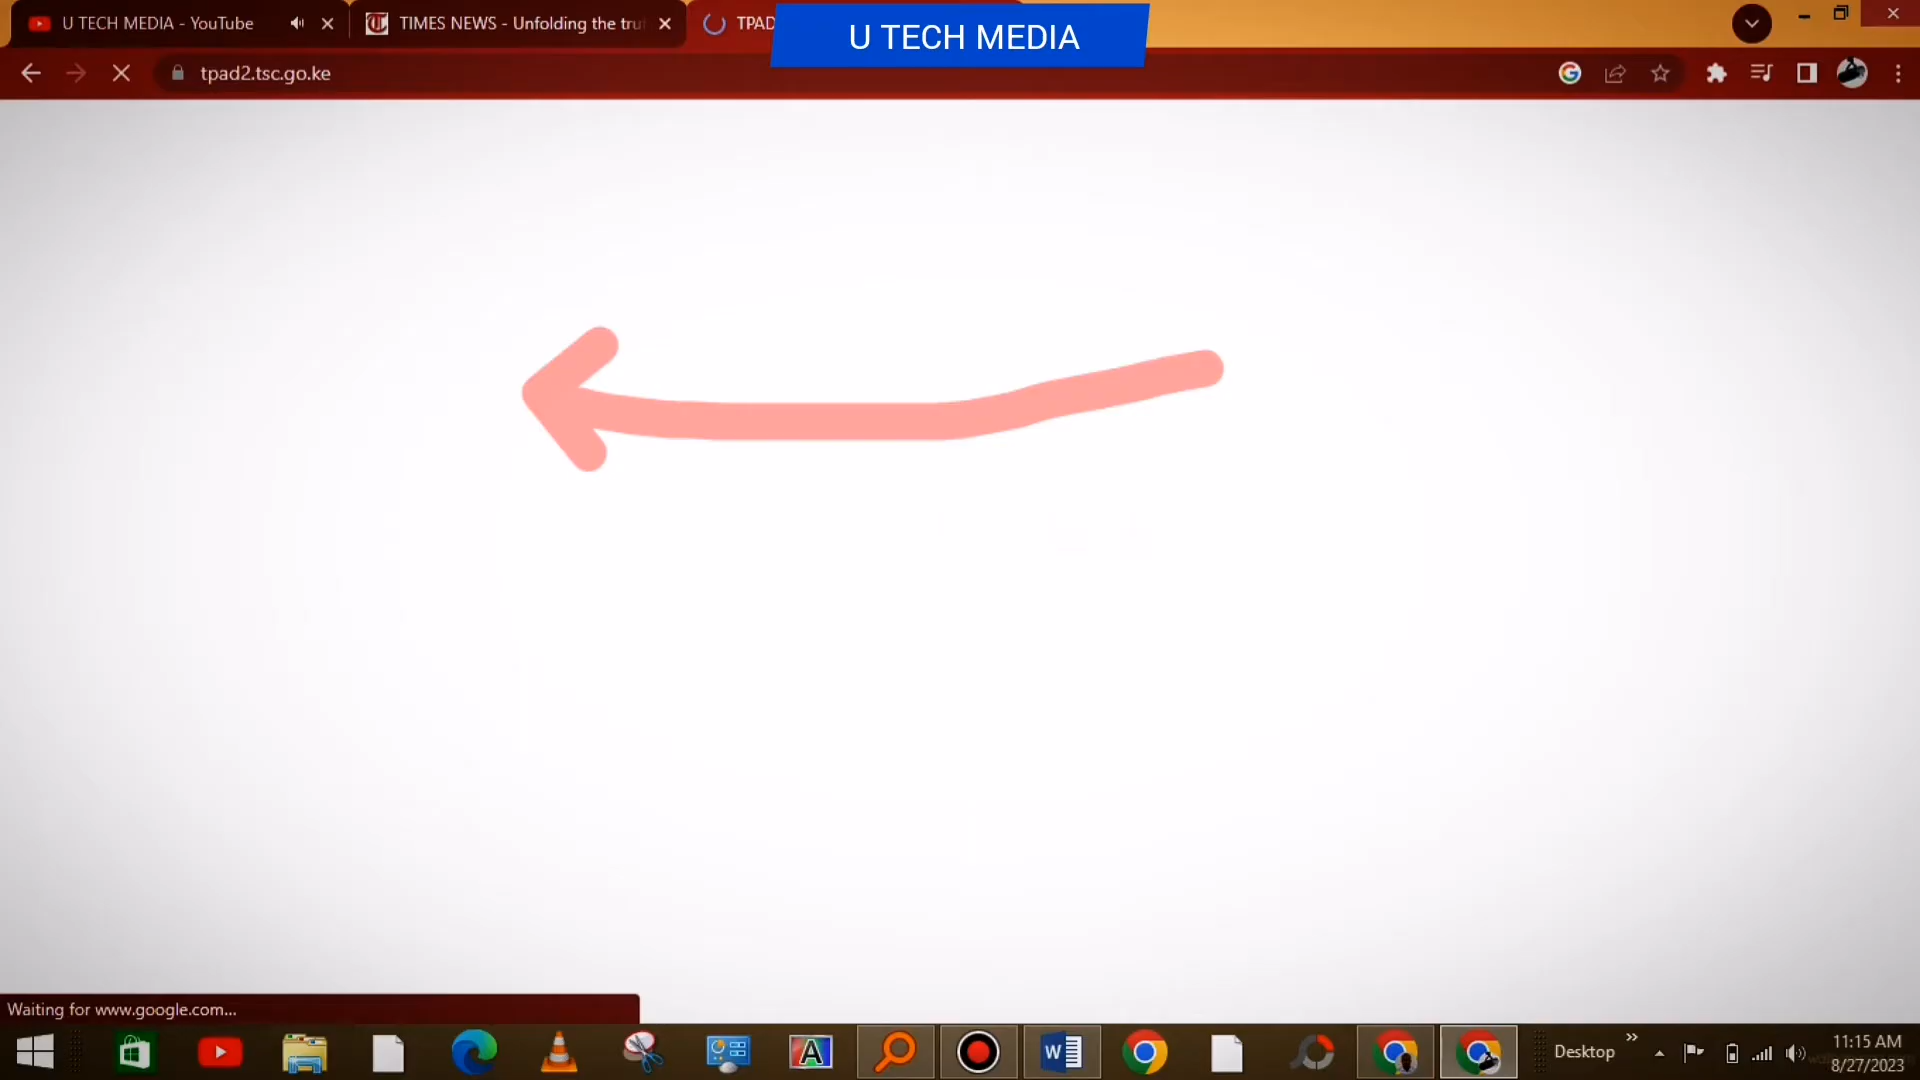 U TECH MEDIA - YouTube
TIMES NEWS - Unfolding the tru
TPAD
U TECH MEDIA
tpad2.tsc.go.ke
Waiting for www.google.com...
Desktop
11:15 AM
8/27/2023